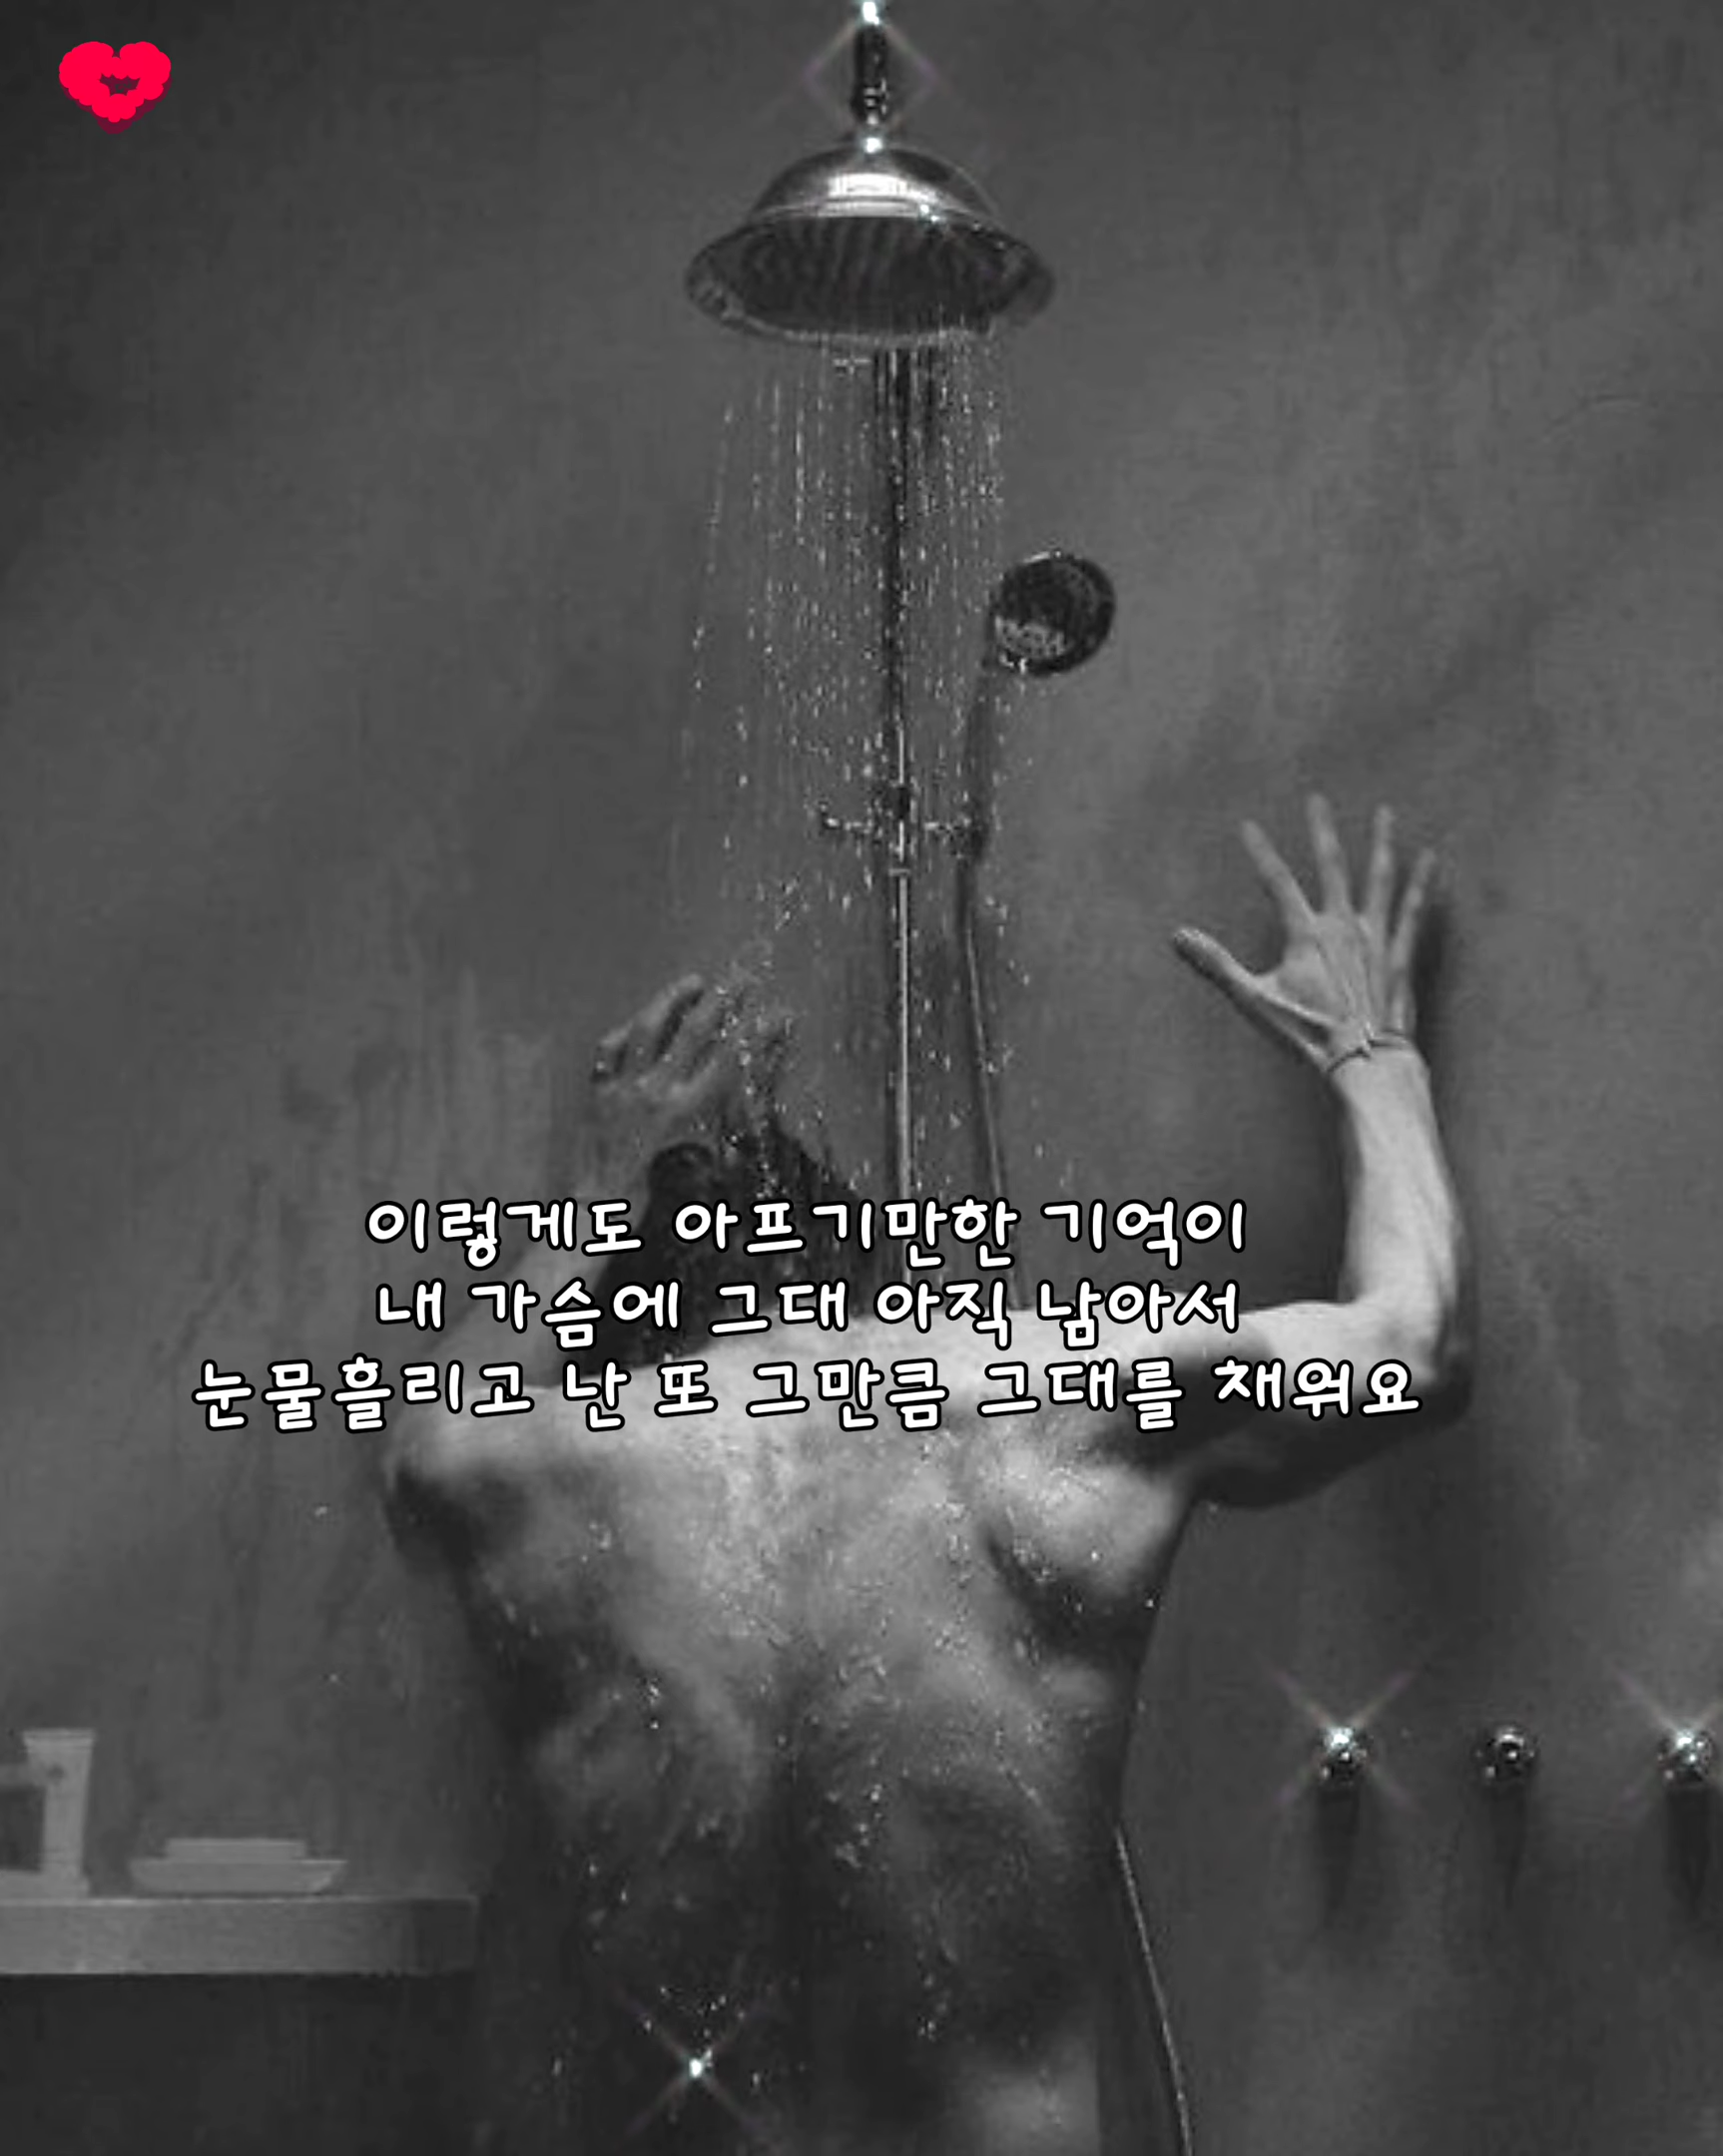 이렇게도 아프기만한 기억이
내 가슴에 그대 아직 남아서
눈물흘리고 난 또 그만큼 그대를 채워요